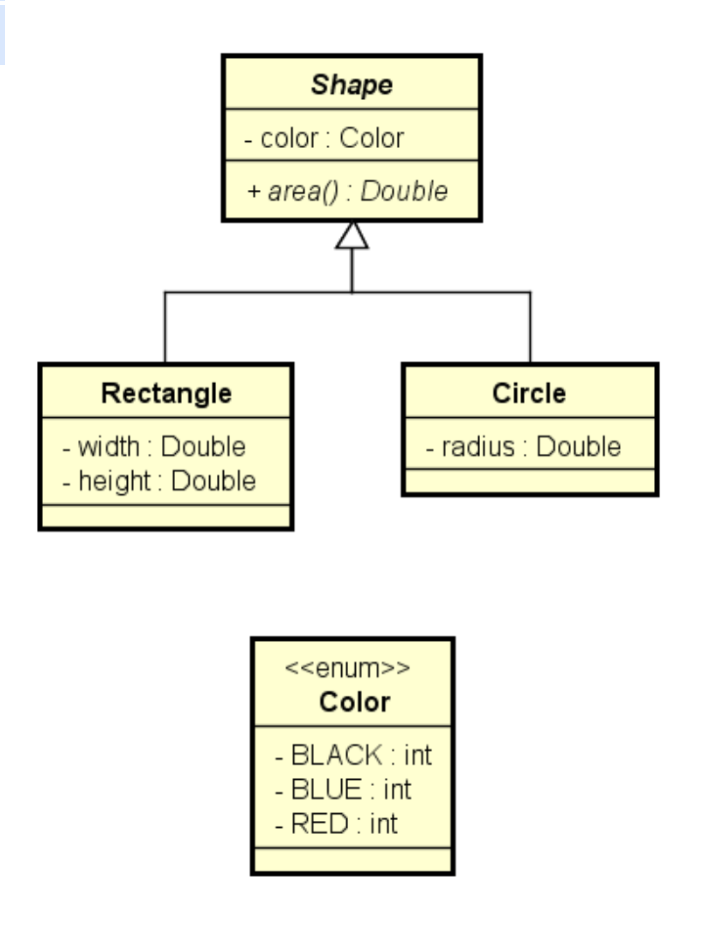 Shape
- color : Color
+ area() : Double
Rectangle
- width : Double
- height : Double
Circle
- radius : Double
<<enum>>
Color
- BLACK : int
- BLUE : int
- RED : int